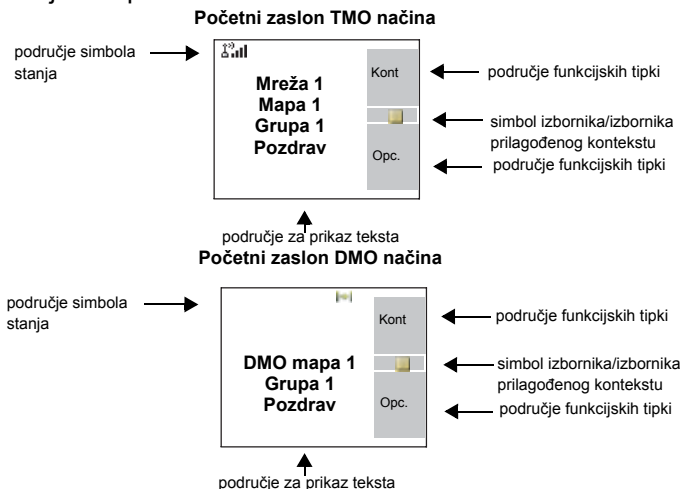 Početni zaslon TMO načina
područje simbola
stanja
Mreža 1
Mapa 1
Grupa 1
Pozdrav
Kont
Opc.
područje funkcijskih tipki
simbol izbornika/izbornika
prilagođenog kontekstu
područje funkcijskih tipki
područje za prikaz teksta
Početni zaslon DMO načina
područje simbola
stanja
DMO mapa 1
Grupa 1
Pozdrav
Kont
Opc.
područje funkcijskih tipki
simbol izbornika/izbornika
prilagođenog kontekstu
područje funkcijskih tipki
područje za prikaz teksta